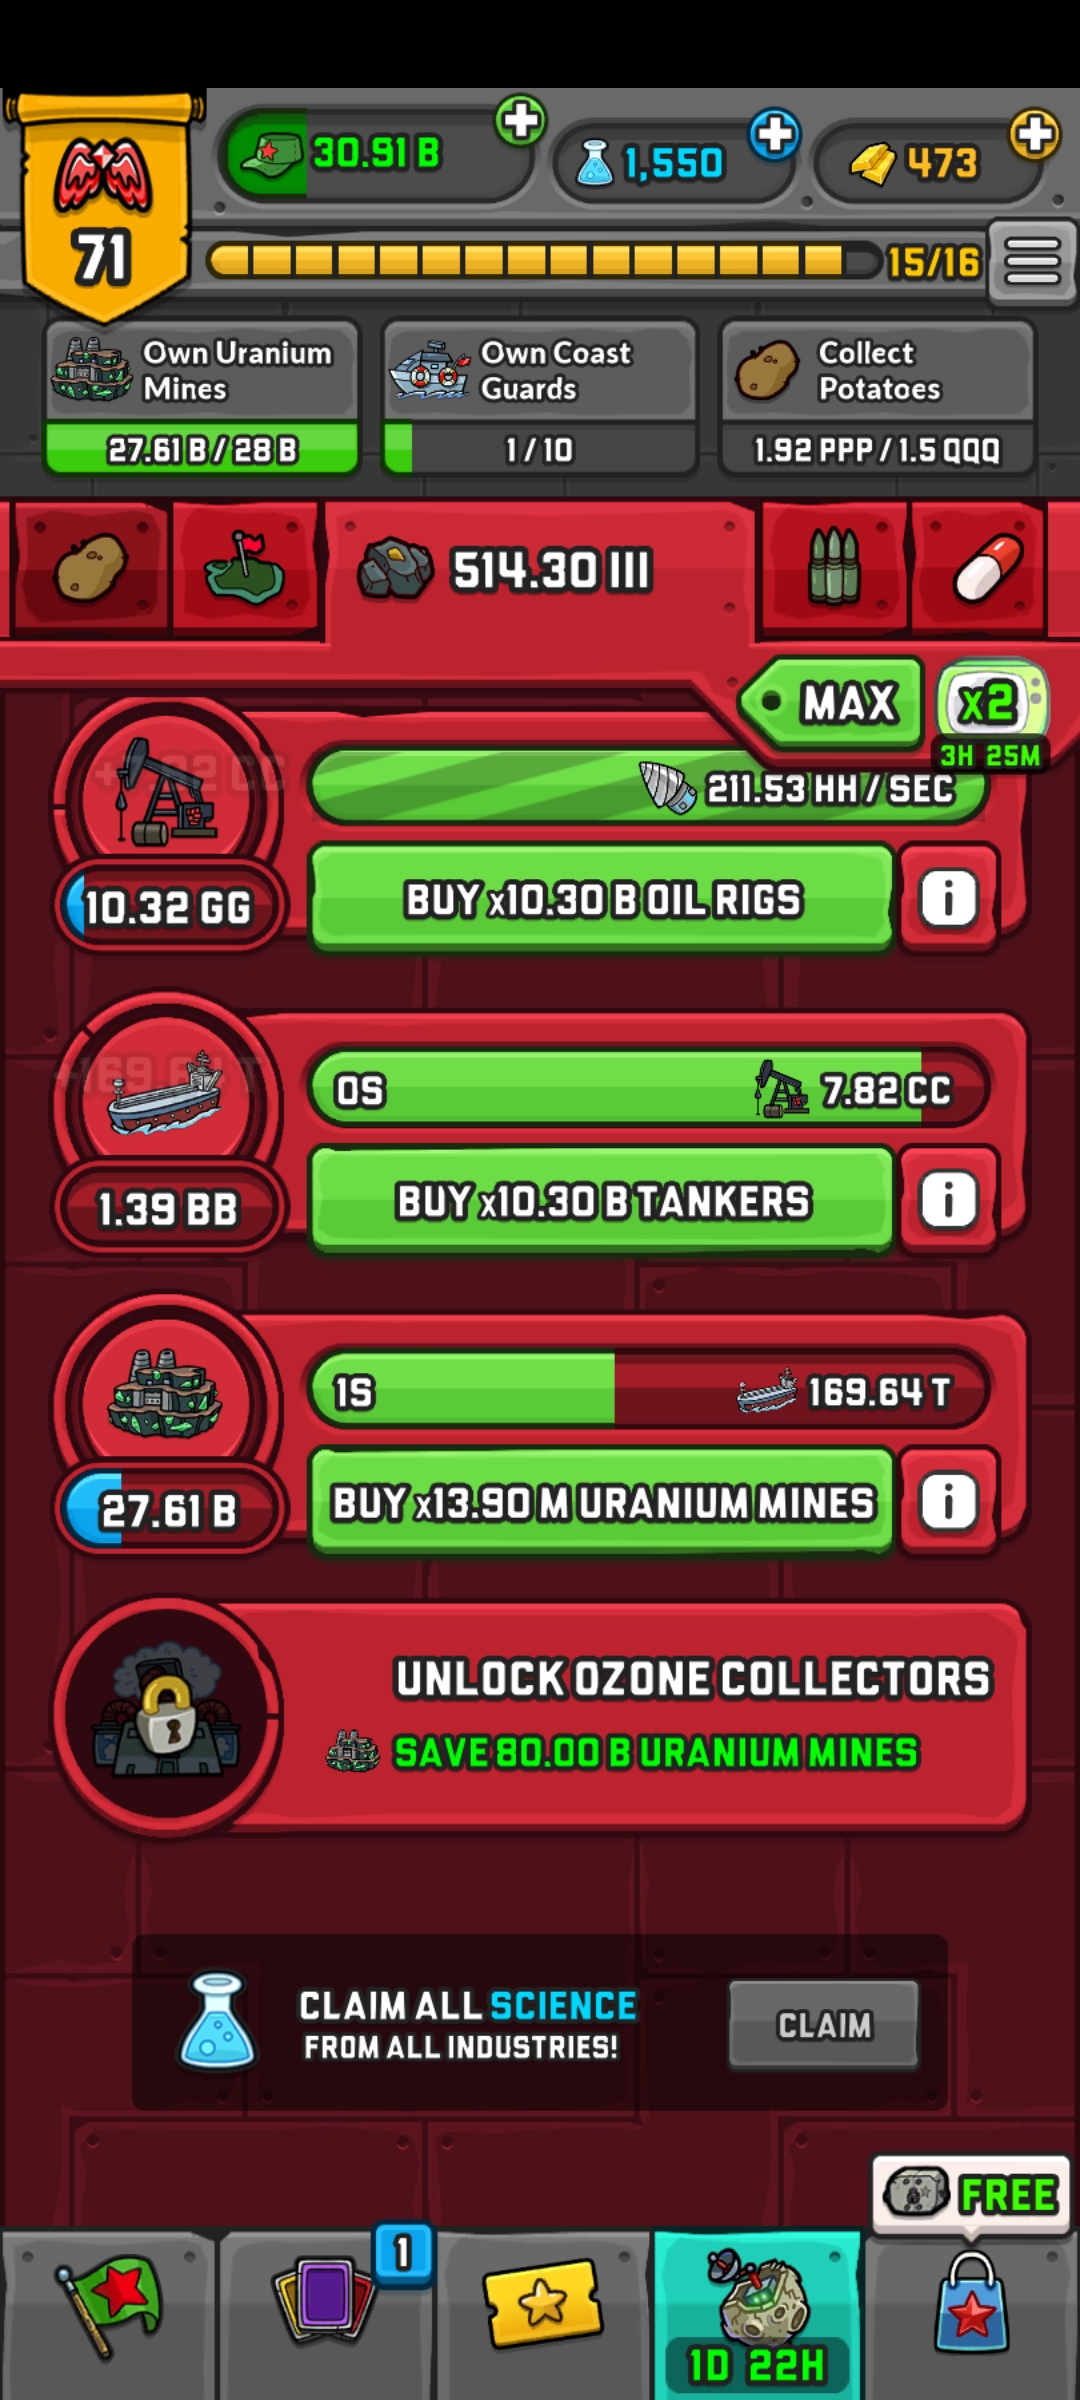 30.91 B
1,550
473
71
15/16
Own Uranium
Mines
27.61 B / 28 B
Own Coast
Guards
1 / 10
Collect
Potatoes
1.92 PPP / 1.5 QQQ
514.30 III
MAX
x2
3H 25M
211.53 HH / SEC
10.32 GG
BUY x10.30 B OIL RIGS
i
0S
7.82 CC
1.39 BB
BUY x10.30 B TANKERS
i
1S
169.64 T
27.61 B
BUY x13.90 M URANIUM MINES
i
UNLOCK OZONE COLLECTORS
SAVE 80.00 B URANIUM MINES
CLAIM ALL SCIENCE
FROM ALL INDUSTRIES!
CLAIM
FREE
1
1D 22H